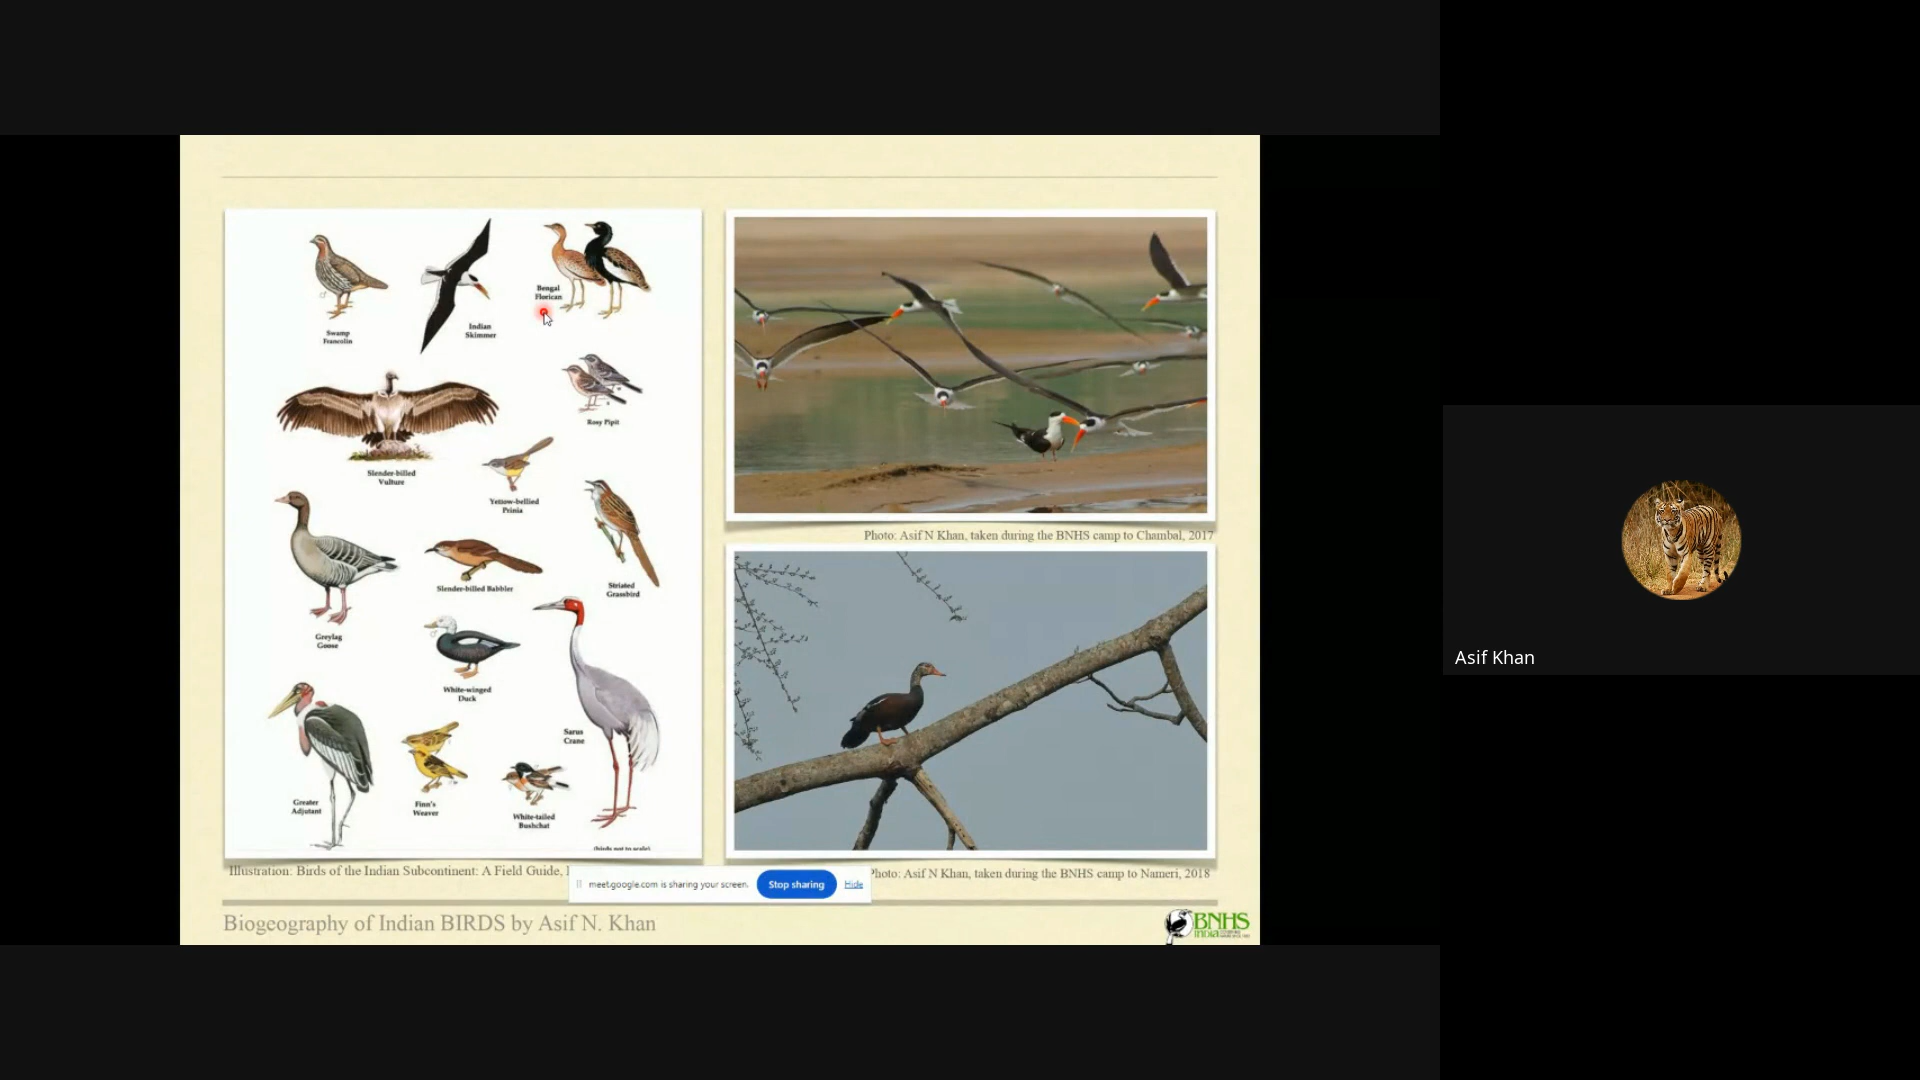 Swamp
Francolin
Indian
Skimmer
Bengal
Florican
Rosy Pipit
Slender-billed
Vulture
Yellow-bellied
Prinia
Striated
Grassbird
Slender-billed Babbler
Greylag
Goose
White-winged
Duck
Sarus
Crane
Greater
Adjutant
Finn's
Weaver
White-tailed
Bushchat
(birds not to scale)
Illustration: Birds of the Indian Subcontinent: A Field Guide,
Photo: Asif N Khan, taken during the BNHS camp to Chambal, 2017
Photo: Asif N Khan, taken during the BNHS camp to Nameri, 2018
meet.google.com is sharing your screen.
Stop sharing
Hide
Biogeography of Indian BIRDS by Asif N. Khan
BNHS
India
Asif Khan